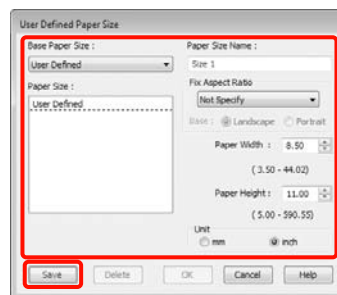 User Defined Paper Size
Base Paper Size :
User Defined
Paper Size :
User Defined
Paper Size Name :
Size 1
Fix Aspect Ratio
Not Specify
Base : Landscape Portrait
Paper Width : 8.50
( 3.50 - 44.02)
Paper Height : 11.00
( 5.00 - 590.55)
Unit
mm inch
Save Delete OK Cancel Help